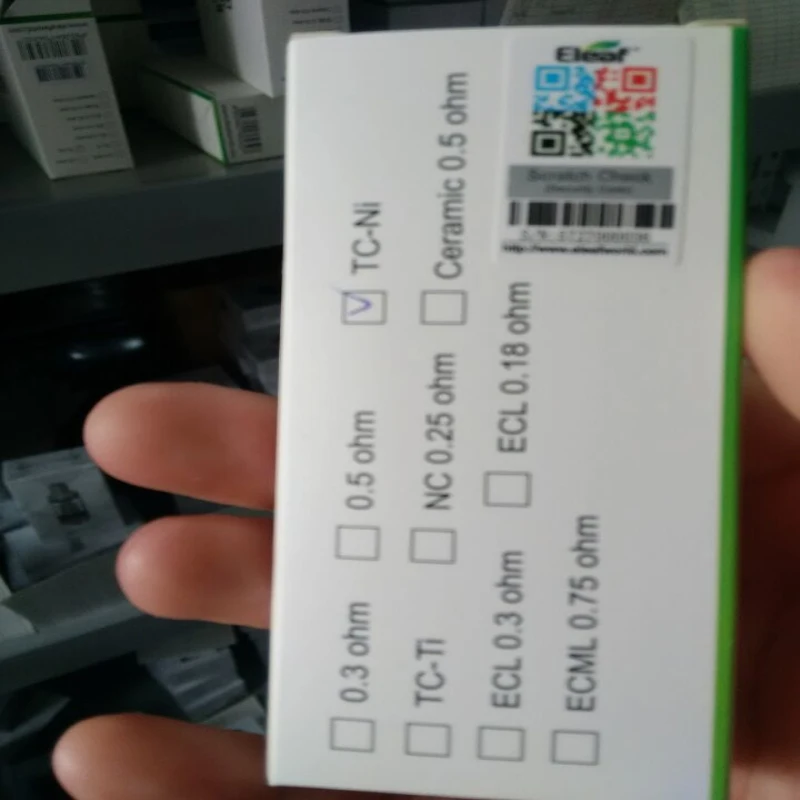 0.3 ohm 0.5 ohm TC-Ni
TC-Ti NC 0.25 ohm Ceramic 0.5 ohm
ECL 0.3 ohm ECL 0.18 ohm
ECML 0.75 ohm
Eleaf
Scratch Check
http://www.eleafworld.com